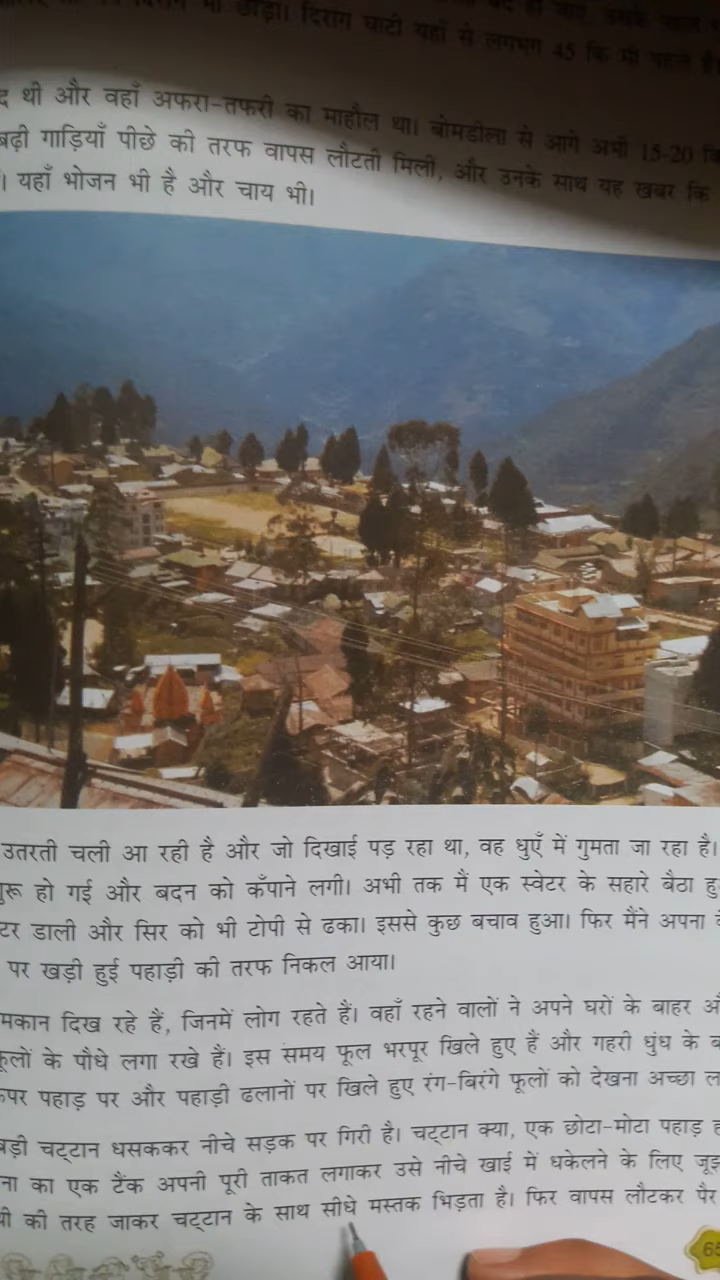 छोड़ा। दिरांग घाटी यहाँ से लगभग 45 कि मी पहले है
द थी और वहाँ अफरा-तफरी का माहौल था। बोमडीला से आगे अभी 15-20 कि
बढ़ी गाड़ियाँ पीछे की तरफ वापस लौटती मिली, और उनके साथ यह खबर कि
। यहाँ भोजन भी है और चाय भी।
उतरती चली आ रही है और जो दिखाई पड़ रहा था, वह धुएँ में गुमता जा रहा है।
ुरू हो गई और बदन को कँपाने लगी। अभी तक मैं एक स्वेटर के सहारे बैठा हु
टर डाली और सिर को भी टोपी से ढका। इससे कुछ बचाव हुआ। फिर मैंने अपना
पर खड़ी हुई पहाड़ी की तरफ निकल आया।
मकान दिख रहे हैं, जिनमें लोग रहते हैं। वहाँ रहने वालों ने अपने घरों के बाहर औ
फूलों के पौधे लगा रखे हैं। इस समय फूल भरपूर खिले हुए हैं और गहरी धुंध के ब
ऊपर पहाड़ पर और पहाड़ी ढलानों पर खिले हुए रंग-बिरंगे फूलों को देखना अच्छा ल
बड़ी चट्टान धसककर नीचे सड़क पर गिरी है। चट्टान क्या, एक छोटा-मोटा पहाड़ ह
ना का एक टैंक अपनी पूरी ताकत लगाकर उसे नीचे खाई में धकेलने के लिए जूझ
थी की तरह जाकर चट्टान के साथ सीधे मस्तक भिड़ता है। फिर वापस लौटकर पैर